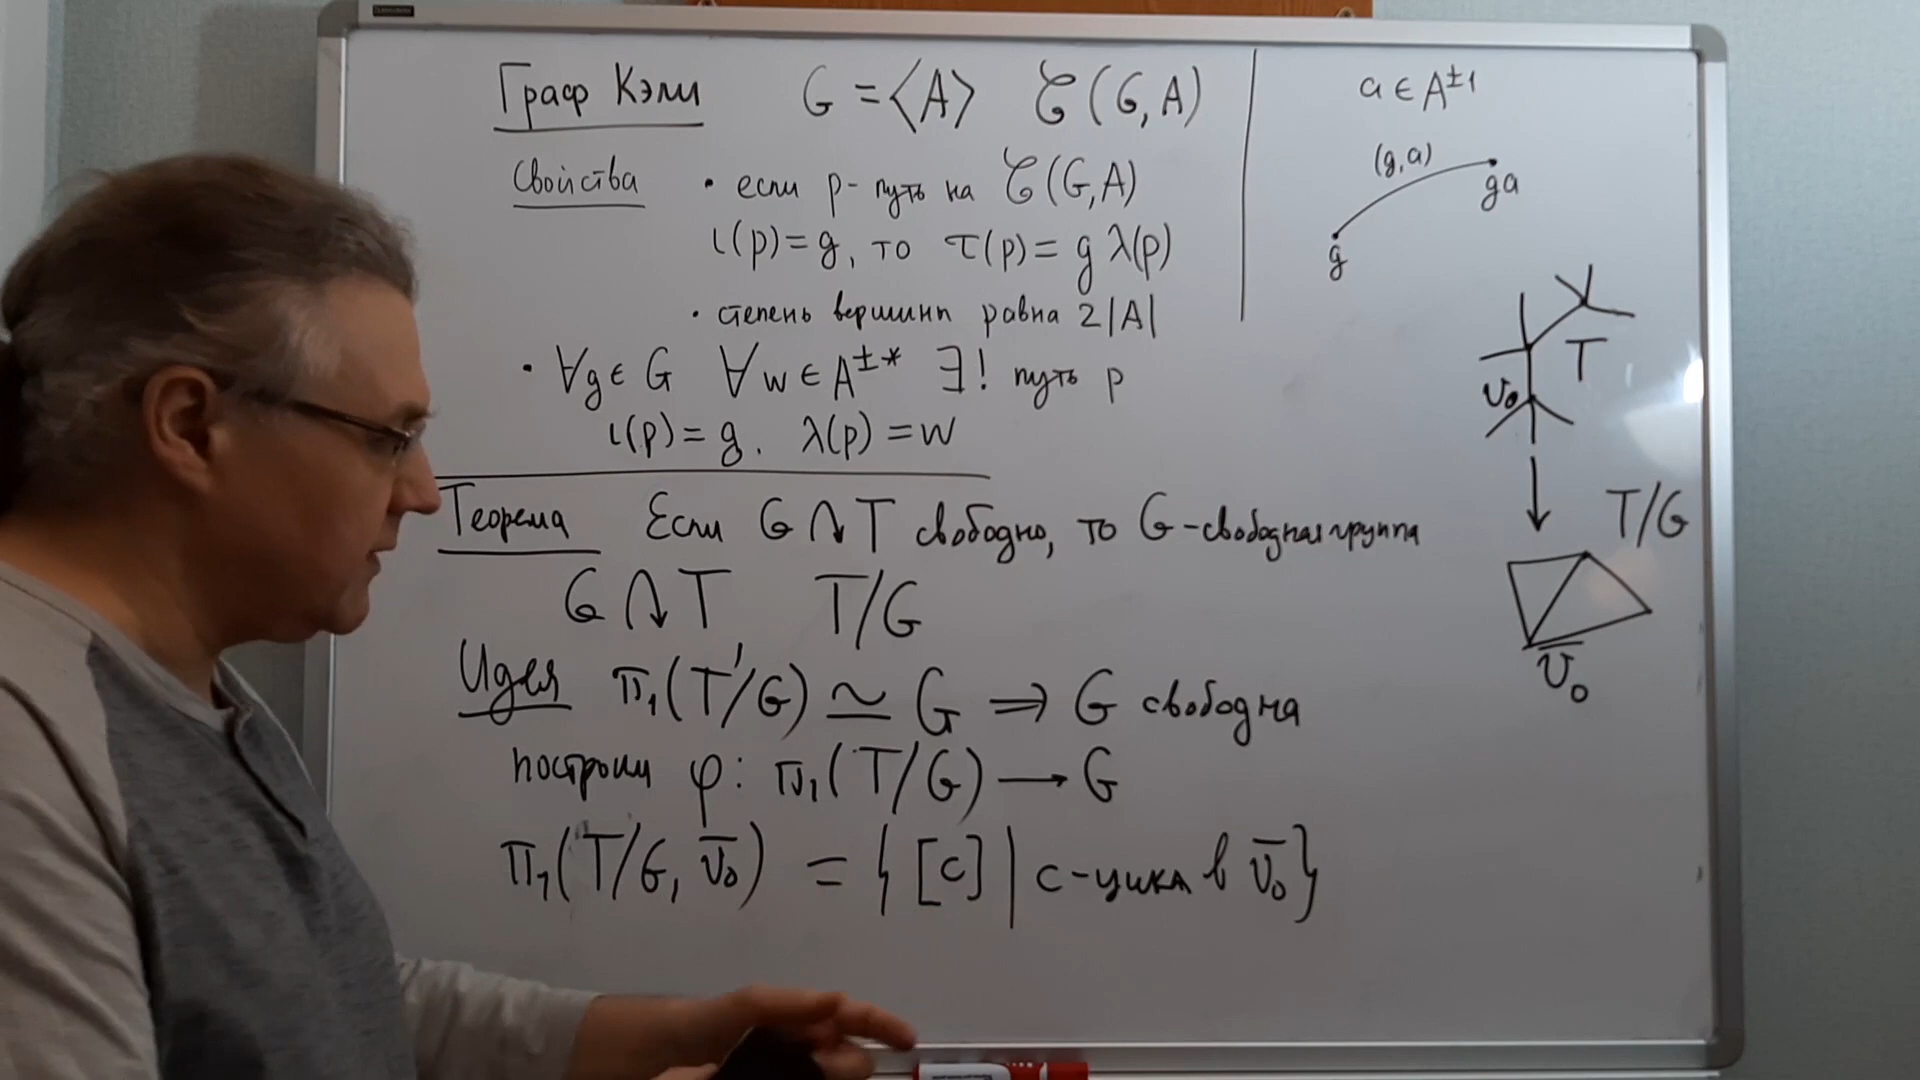 Граф Кэли G = ⟨A⟩ 𝒞(G, A)
Свойства • если p - путь на 𝒞(G, A)
ι(p) = g, то τ(p) = g λ(p)
• степень вершины равна 2|A|
• ∀g ∈ G ∀w ∈ A^{±*} ∃! путь p
ι(p) = g. λ(p) = w
Теорема Если G ↷ T свободно, то G - свободная группа
G ↷ T T/G
Идея π₁(T/G) ≃ G ⇒ G свободна
построим φ: π₁(T/G) → G
π₁(T/G, v̄₀) = { [c] | c - цикл в v̄₀ }
a ∈ A^{±1}
(g, a)
ga
g
T
v₀
T/G
v̄₀